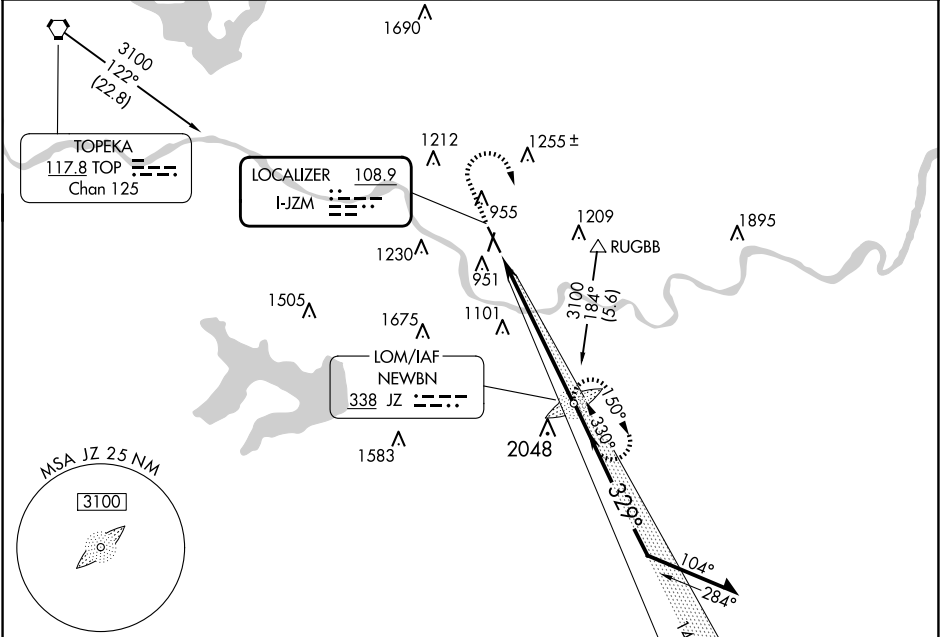 1690
3100
122°
(22.8)
TOPEKA
117.8 TOP
Chan 125
1212
1255 ±
LOCALIZER 108.9
I-JZM
955
1209
RUGBB
1895
1230
951
3100
184°
(5.6)
1505
1675
1101
LOM/IAF
NEWBN
338 JZ
150°
330°
2048
1583
MSA JZ 25 NM
3100
329°
104°
284°